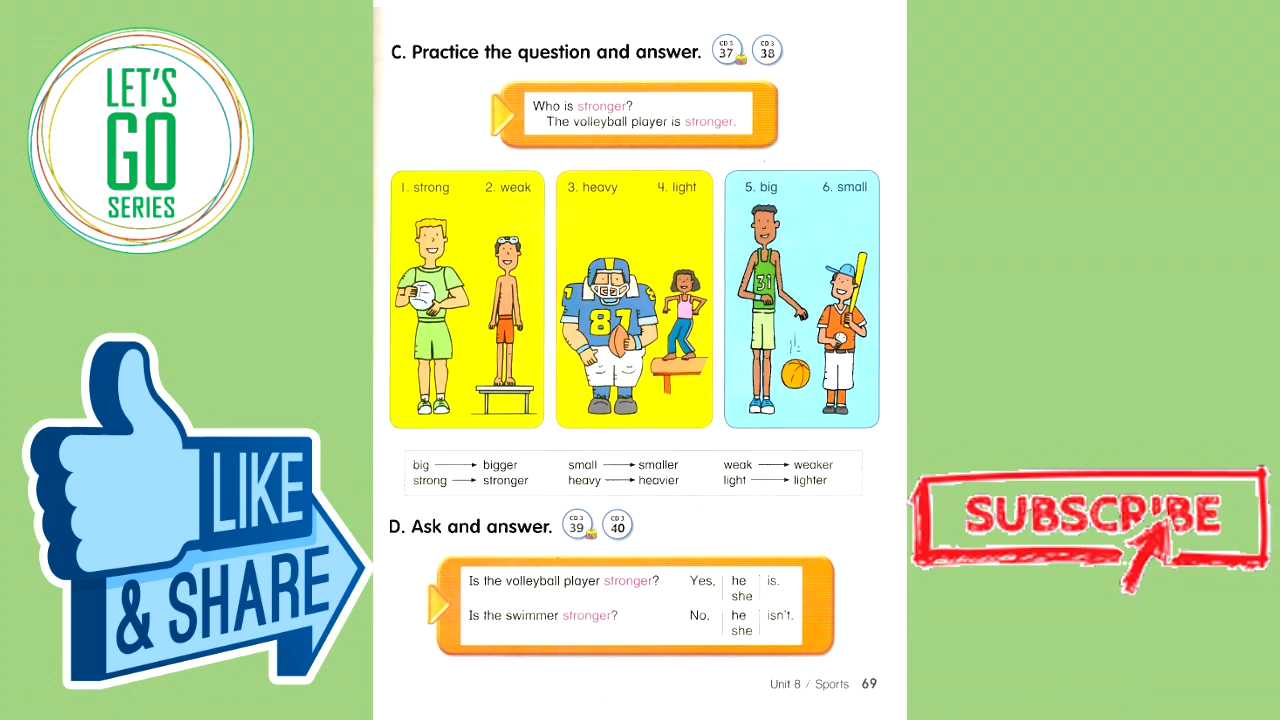 LET'S
GO
SERIES
LIKE
& SHARE
C. Practice the question and answer.
CD 3
37
CD 3
38
Who is stronger?
The volleyball player is stronger.
1. strong
2. weak
3. heavy
4. light
5. big
6. small
81
31
big → bigger
small → smaller
weak → weaker
strong → stronger
heavy → heavier
light → lighter
D. Ask and answer.
CD 3
39
CD 3
40
Is the volleyball player stronger? Yes, he is.
she
Is the swimmer stronger? No, he isn't.
she
Unit 8 / Sports 69
SUBSCRIBE